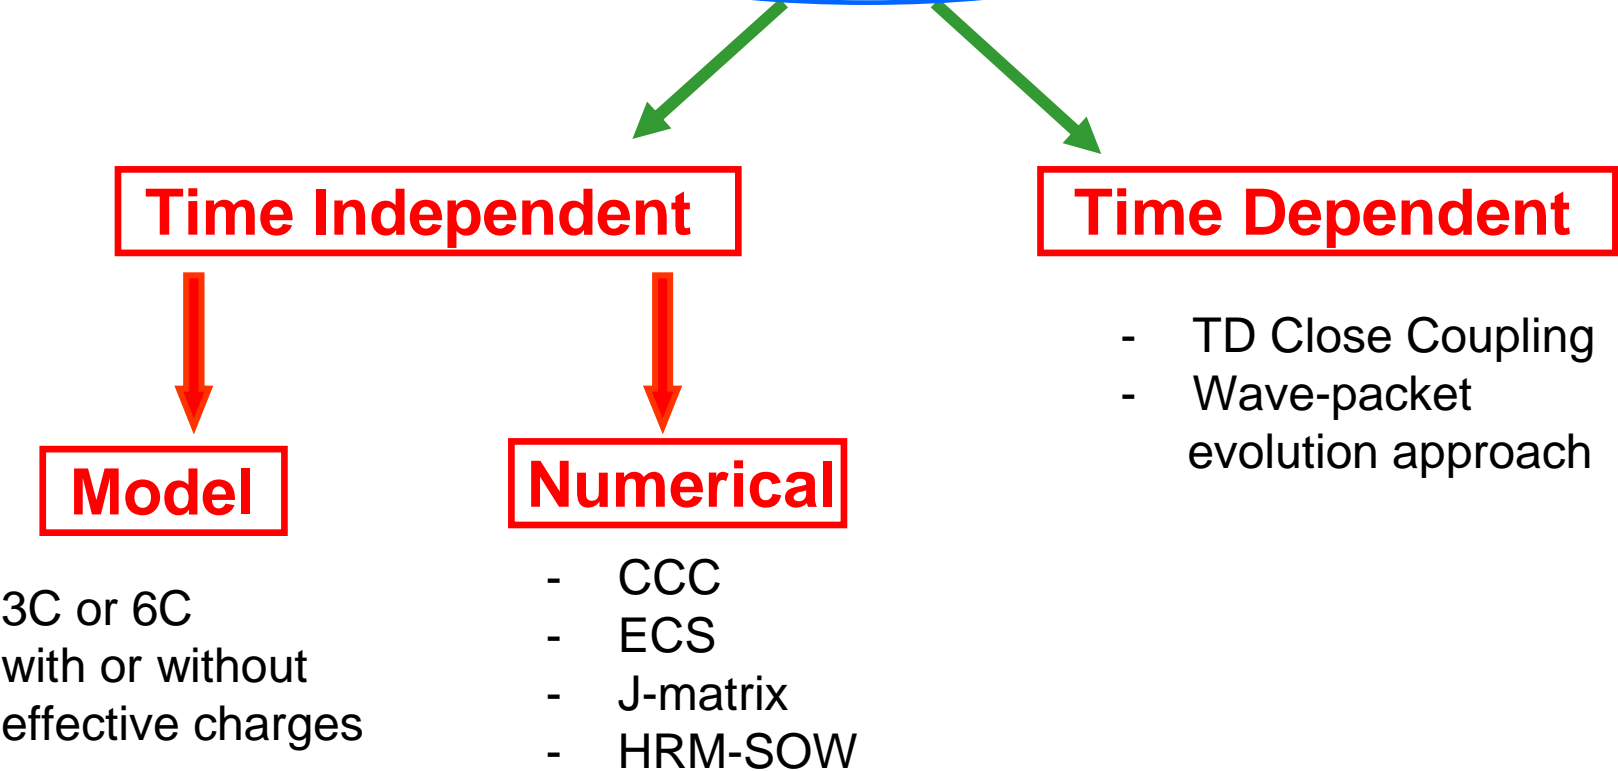 Time Independent
Time Dependent
- TD Close Coupling
- Wave-packet
evolution approach
Model
Numerical
3C or 6C
with or without
effective charges
- CCC
- ECS
- J-matrix
- HRM-SOW